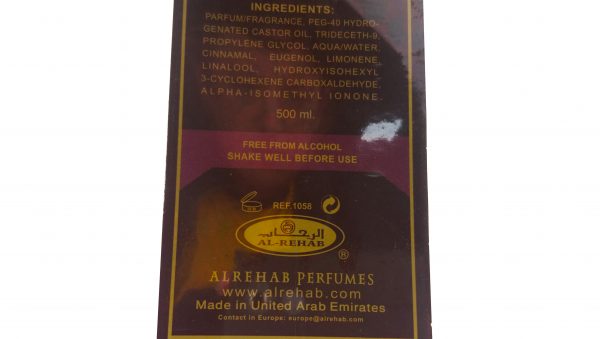 INGREDIENTS:
PARFUM/FRAGRANCE, PEG-40 HYDRO-
GENATED CASTOR OIL, TRIDECETH-9,
PROPYLENE GLYCOL, AQUA/WATER,
CINNAMAL, EUGENOL, LIMONENE,
LINALOOL, HYDROXYISOHEXYL
3-CYCLOHEXENE CARBOXALDEHYDE,
ALPHA-ISOMETHYL IONONE.
500 ml.
FREE FROM ALCOHOL
SHAKE WELL BEFORE USE
REF.1058
الرحاب
AL-REHAB
®
ALREHAB PERFUMES
www.alrehab.com
Made in United Arab Emirates
Contact in Europe: europe@alrehab.com